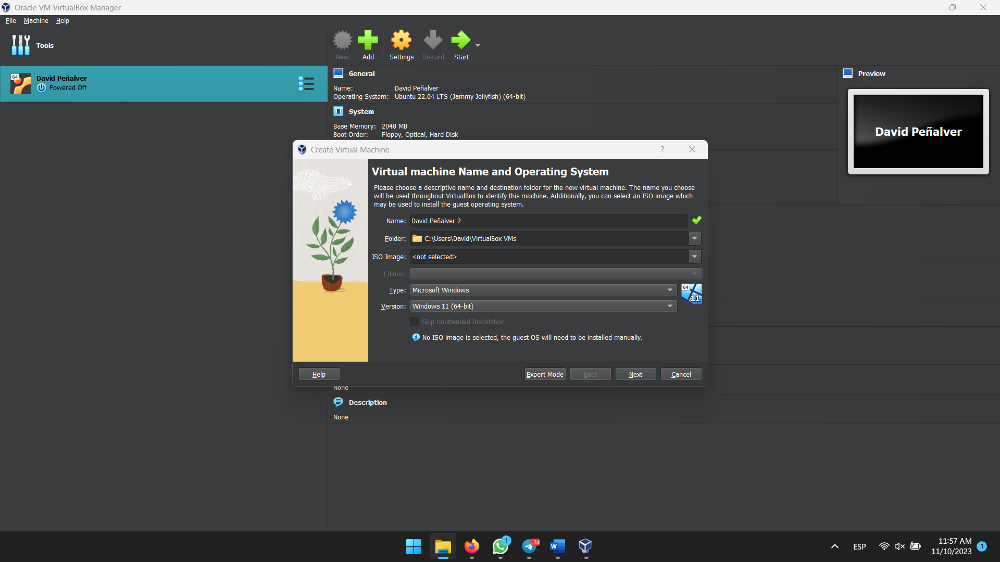 Oracle VM VirtualBox Manager
File Machine Help
Tools
New
Add
Settings
Discard
Start
64
David Peñalver
Powered Off
General
Name: David Peñalver
Operating System: Ubuntu 22.04 LTS (Jammy Jellyfish) (64-bit)
System
Base Memory: 2048 MB
Boot Order: Floppy, Optical, Hard Disk
Preview
David Peñalver
Create Virtual Machine
?
Virtual machine Name and Operating System
Please choose a descriptive name and destination folder for the new virtual machine. The name you choose
will be used throughout VirtualBox to identify this machine. Additionally, you can select an ISO image which
may be used to install the guest operating system.
Name: David Peñalver 2
Folder: C:\Users\David\VirtualBox VMs
ISO Image: <not selected>
Edition:
Type: Microsoft Windows
64
11
Version: Windows 11 (64-bit)
Skip Unattended Installation
No ISO image is selected, the guest OS will need to be installed manually.
Help
Expert Mode
Back
Next
Cancel
None
Description
None
1
..34
W
ESP
11:57 AM
11/10/2023
1